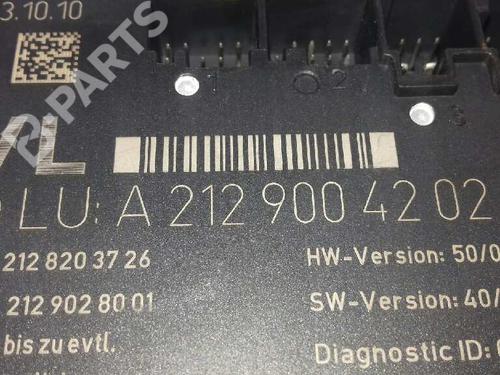 3.10.10
B-PARTS
2
3
VL
LU: A 212 900 42 02
212 820 37 26
HW-Version: 50/0
212 902 80 01
SW-Version: 40/
bis zu evtl.
Diagnostic ID: